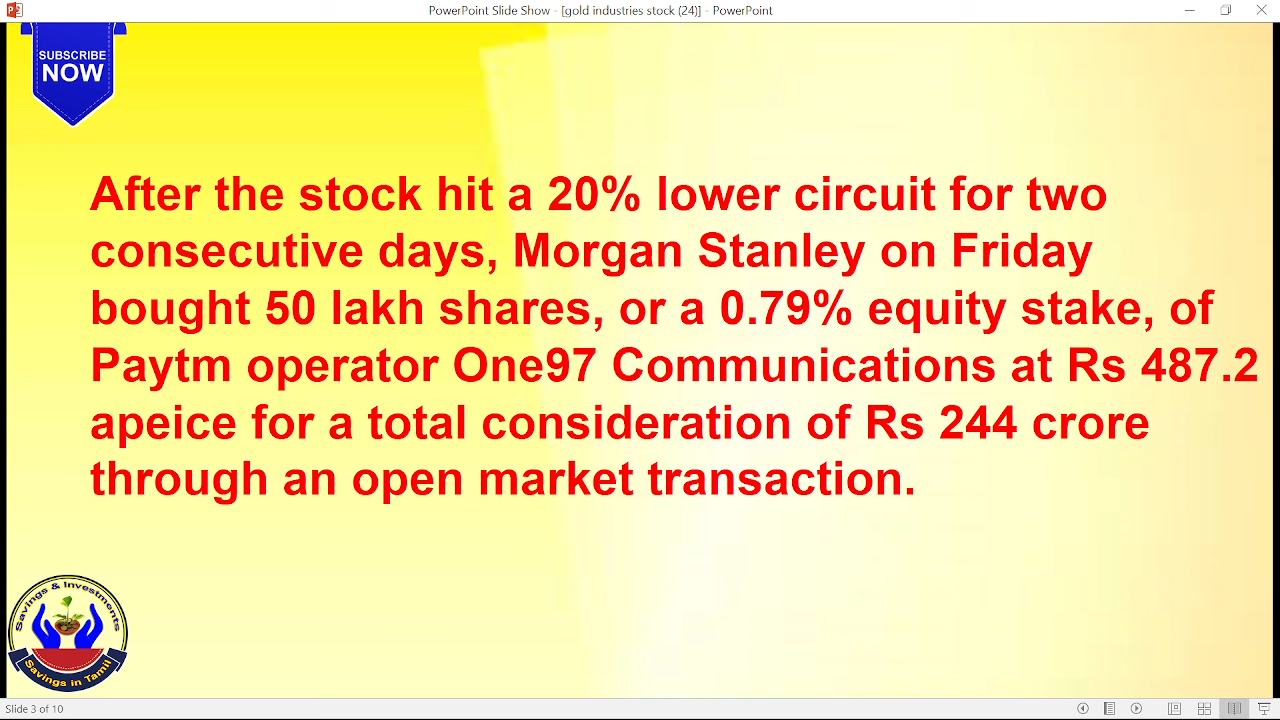 PowerPoint Slide Show - [gold industries stock (24)] - PowerPoint
SUBSCRIBE
NOW
After the stock hit a 20% lower circuit for two
consecutive days, Morgan Stanley on Friday
bought 50 lakh shares, or a 0.79% equity stake, of
Paytm operator One97 Communications at Rs 487.2
apeice for a total consideration of Rs 244 crore
through an open market transaction.
Savings & Investments
Savings in Tamil
Slide 3 of 10